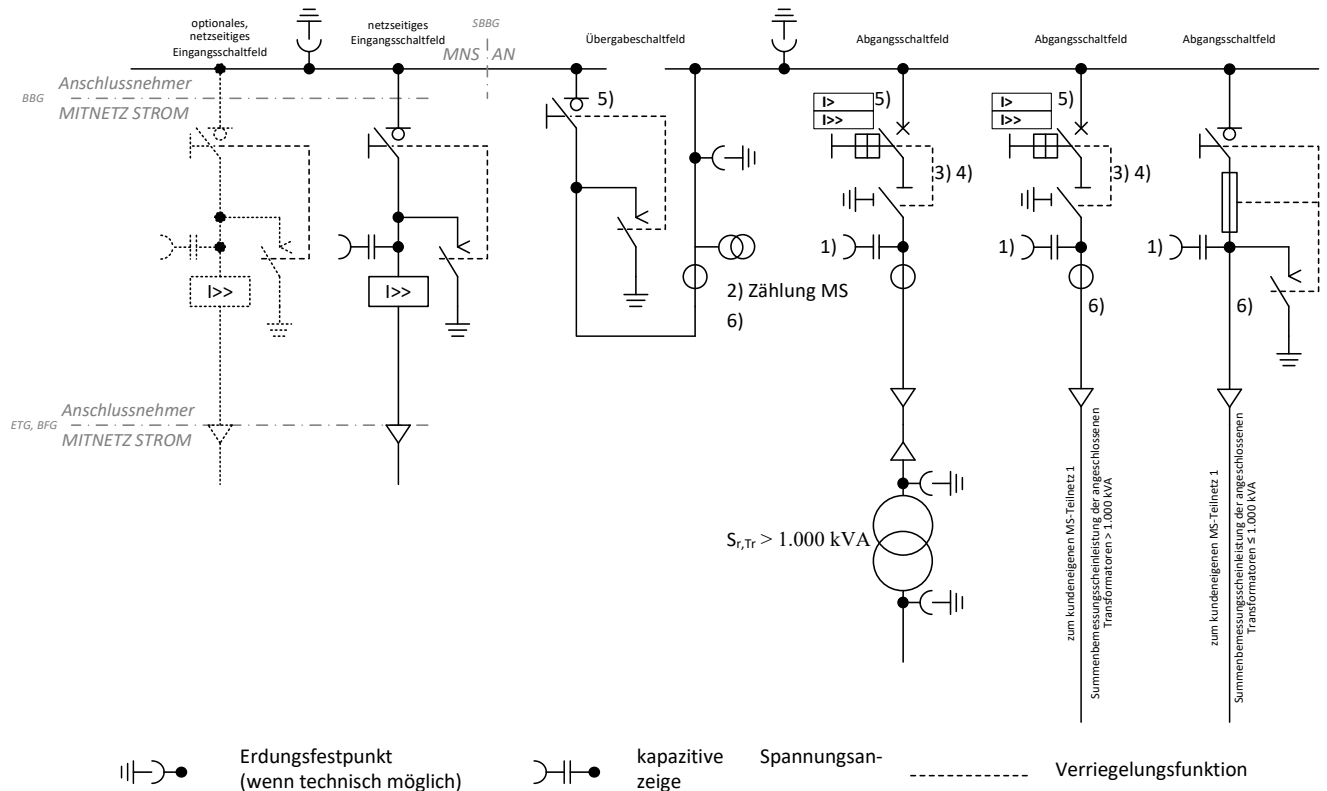 optionales,
netzseitiges
Eingangsschaltfeld
netzseitiges
Eingangsschaltfeld
SBBG
MNS AN
Übergabeschaltfeld
Abgangsschaltfeld
Abgangsschaltfeld
Abgangsschaltfeld
Anschlussnehmer
BBG
MITNETZ STROM
5)
I>
I>>
5)
I>
I>>
5)
3) 4)
3) 4)
1)
1)
1)
I>>
I>>
2) Zählung MS
6)
6)
6)
Anschlussnehmer
ETG, BFG
MITNETZ STROM
Sr,Tr > 1.000 kVA
zum kundeneigenen MS-Teilnetz 1
Summenbemessungsscheinleistung der angeschlossenen
Transformatoren > 1.000 kVA
zum kundeneigenen MS-Teilnetz 1
Summenbemessungsscheinleistung der angeschlossenen
Transformatoren ≤ 1.000 kVA
Erdungsfestpunkt
(wenn technisch möglich)
kapazitive Spannungsan-
zeige
Verriegelungsfunktion